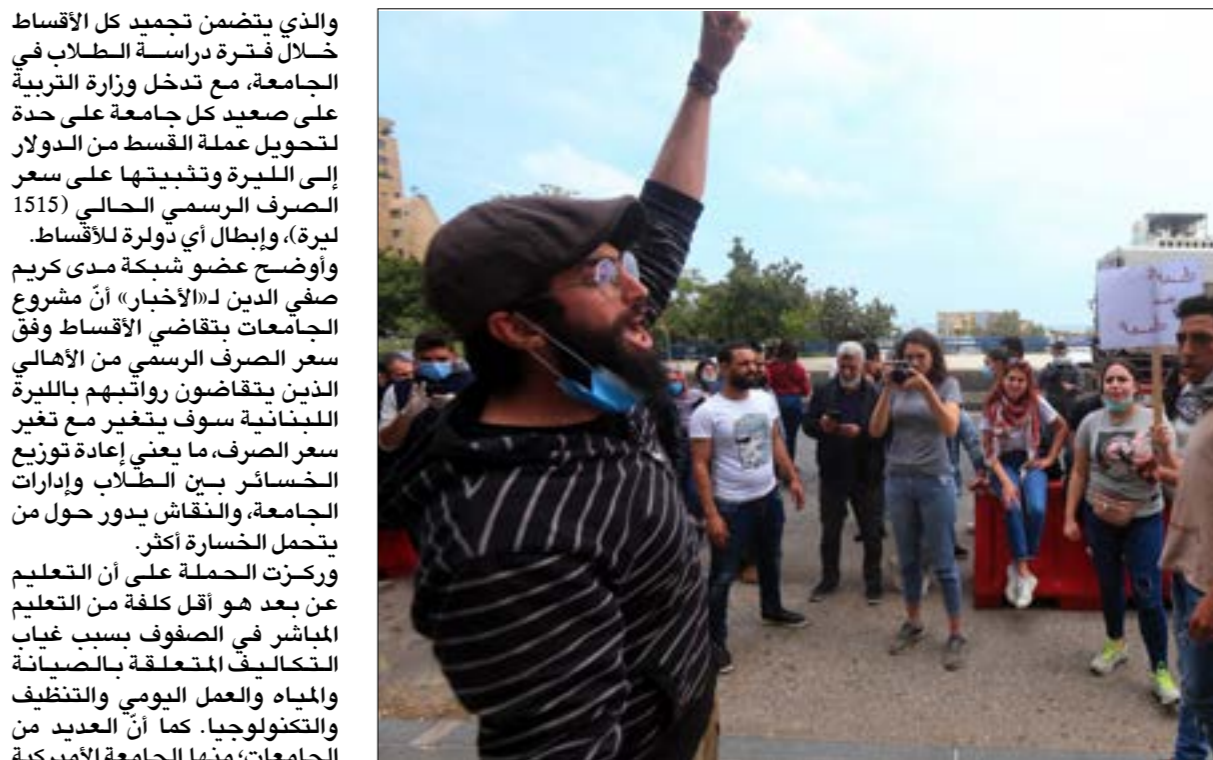 والذي يتضمن تجميد كل الأقساط
خلال فترة دراسة الطلاب في
الجامعة، مع تدخل وزارة التربية
على صعيد كل جامعة على حدة
لتحويل عملة القسط من الدولار
إلى الليرة وتثبيتها على سعر
الصرف الرسمي الحالي (1515
ليرة)، وإبطال أي دولرة للأقساط.
وأوضح عضو شبكة مدى كريم
صفي الدين لـ«الأخبار» أنّ مشروع
الجامعات بتقاضي الأقساط وفق
سعر الصرف الرسمي من الأهالي
الذين يتقاضون رواتبهم بالليرة
اللبنانية سوف يتغير مع تغير
سعر الصرف، ما يعني إعادة توزيع
الخسائر بين الطلاب وإدارات
الجامعة، والنقاش يدور حول من
يتحمل الخسارة أكثر.
وركزت الحملة على أن التعليم
عن بعد هو أقل كلفة من التعليم
المباشر في الصفوف بسبب غياب
التكاليف المتعلقة بالصيانة
والمياه والعمل اليومي والتنظيف
والتكنولوجيا. كما أنّ العديد من
الجامعات؛ منها الجامعة الأميركية